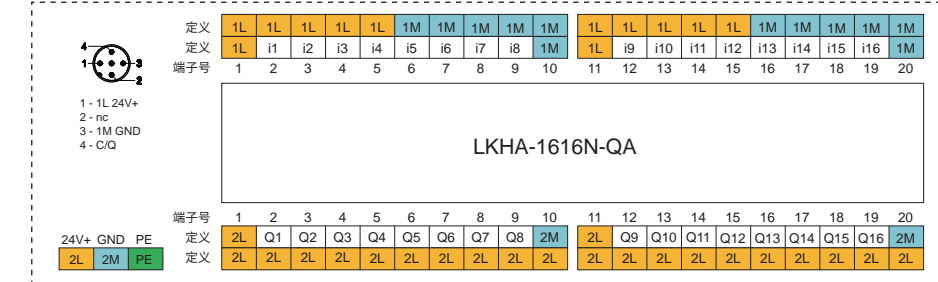 定义 1L 1L 1L 1L 1L 1M 1M 1M 1M 1M 1L 1L 1L 1L 1L 1M 1M 1M 1M 1M
定义 1L i1 i2 i3 i4 i5 i6 i7 i8 1M 1L i9 i10 i11 i12 i13 i14 i15 i16 1M
端子号 1 2 3 4 5 6 7 8 9 10 11 12 13 14 15 16 17 18 19 20
4
1 3
2
1 - 1L 24V+
2 - nc
3 - 1M GND
4 - C/Q
LKHA-1616N-QA
端子号 1 2 3 4 5 6 7 8 9 10 11 12 13 14 15 16 17 18 19 20
24V+ GND PE 定义 2L Q1 Q2 Q3 Q4 Q5 Q6 Q7 Q8 2M 2L Q9 Q10 Q11 Q12 Q13 Q14 Q15 Q16 2M
2L 2M PE 定义 2L 2L 2L 2L 2L 2L 2L 2L 2L 2L 2L 2L 2L 2L 2L 2L 2L 2L 2L 2L